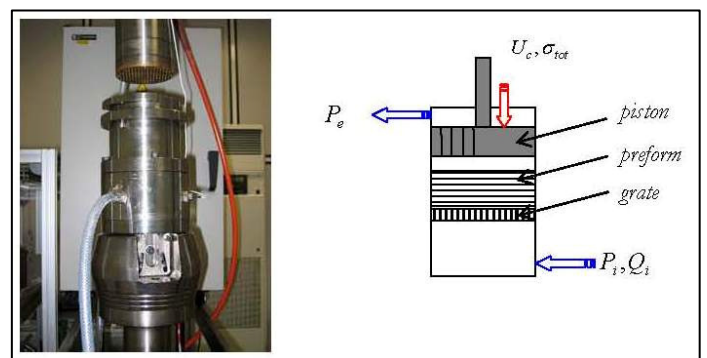 U_c, σ_tot
P_e
piston
preform
grate
P_i, Q_i